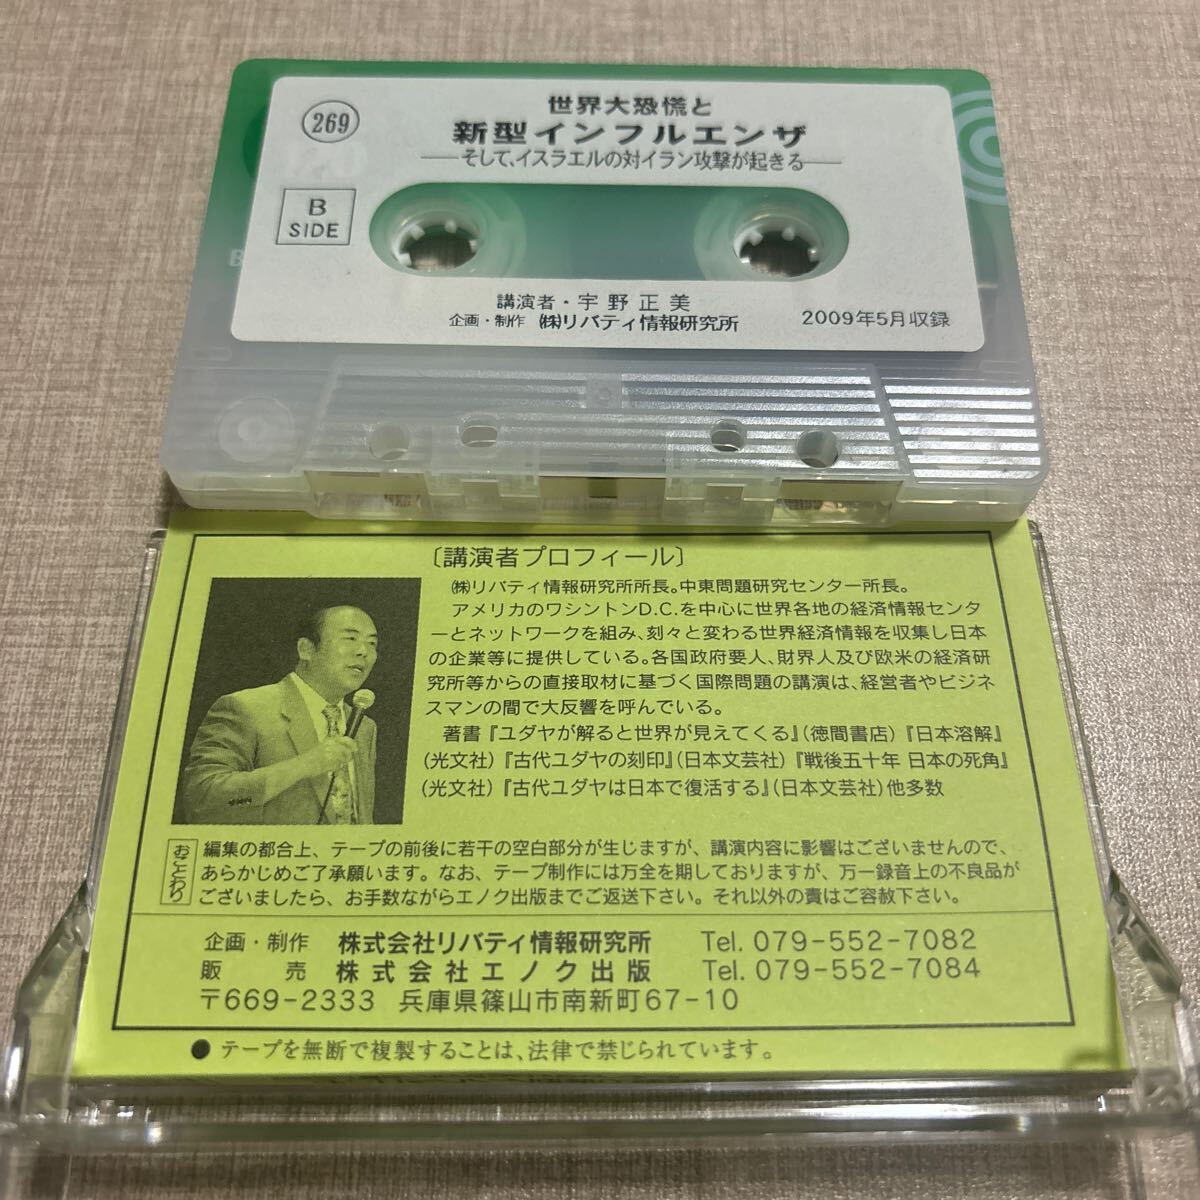 世界大恐慌と
269
新型インフルエンザ
――そして、イスラエルの対イラン攻撃が起きる――
B
SIDE
講演者・宇野正美
企画・制作 ㈱リバティ情報研究所
2009年5月収録
〔講演者プロフィール〕
㈱リバティ情報研究所所長。中東問題研究センター所長。
アメリカのワシントンD.C.を中心に世界各地の経済情報センタ
ーとネットワークを組み、刻々と変わる世界経済情報を収集し日本
の企業等に提供している。各国政府要人、財界人及び欧米の経済研
究所等からの直接取材に基づく国際問題の講演は、経営者やビジネ
スマンの間で大反響を呼んでいる。
著書『ユダヤが解ると世界が見えてくる』(徳間書店)『日本溶解』
(光文社)『古代ユダヤの刻印』(日本文芸社)『戦後五十年 日本の死角』
(光文社)『古代ユダヤは日本で復活する』(日本文芸社)他多数
おことわり
編集の都合上、テープの前後に若干の空白部分が生じますが、講演内容に影響はございませんので、
あらかじめご了承願います。なお、テープ制作には万全を期しておりますが、万一録音上の不良品が
ございましたら、お手数ながらエノク出版までご返送下さい。それ以外の責はご容赦下さい。
企画・制作 株式会社リバティ情報研究所 Tel. 079-552-7082
販売 株式会社エノク出版 Tel. 079-552-7084
〒669-2333 兵庫県篠山市南新町67-10
●テープを無断で複製することは、法律で禁じられています。